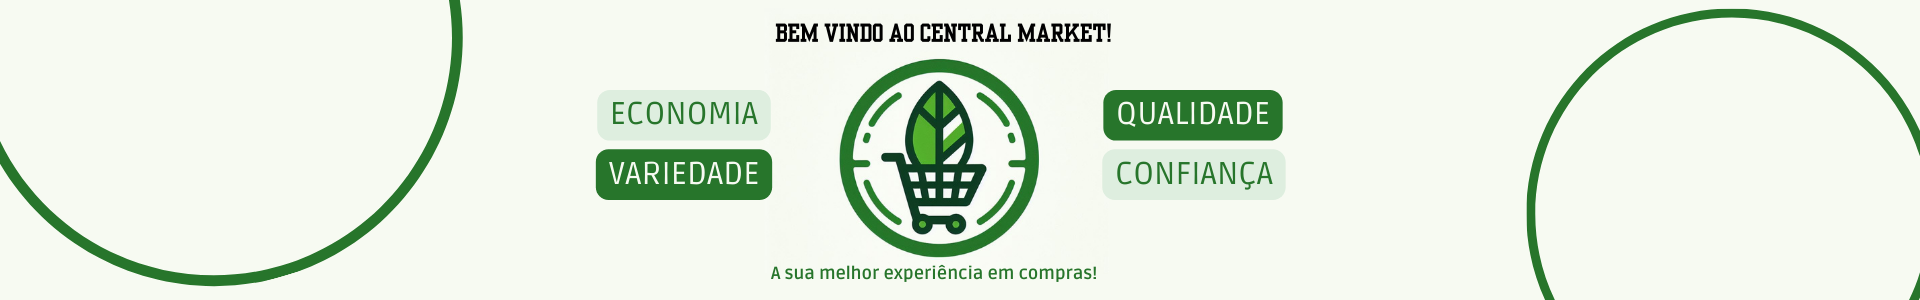 BEM VINDO AO CENTRAL MARKET!
ECONOMIA
VARIEDADE
QUALIDADE
CONFIANÇA
A sua melhor experiência em compras!